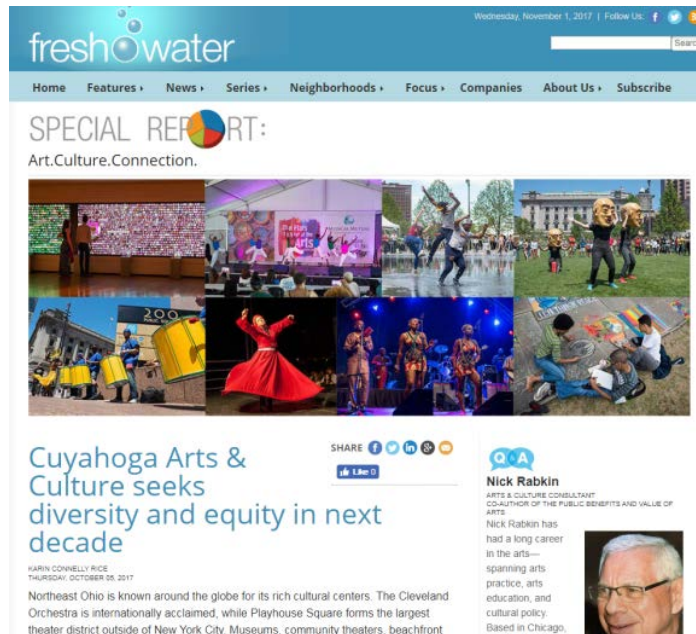 Wednesday, November 1, 2017 | Follow Us:
freshwater
Home Features News Series Neighborhoods Focus Companies About Us Subscribe
SPECIAL REPORT:
Art.Culture.Connection.
200
Cuyahoga Arts &
Culture seeks
diversity and equity in next
decade
SHARE
Like 0
KARIN CONNELLY RICE
THURSDAY, OCTOBER 05, 2017
Northeast Ohio is known around the globe for its rich cultural centers. The Cleveland
Orchestra is internationally acclaimed, while Playhouse Square forms the largest
theater district outside of New York City. Museums, community theaters, beachfront
Q&A
Nick Rabkin
ARTS & CULTURE CONSULTANT
CO-AUTHOR OF THE PUBLIC BENEFITS AND VALUE OF
ARTS
Nick Rabkin has
had a long career
in the arts—
spanning arts
practice, arts
education, and
cultural policy.
Based in Chicago,